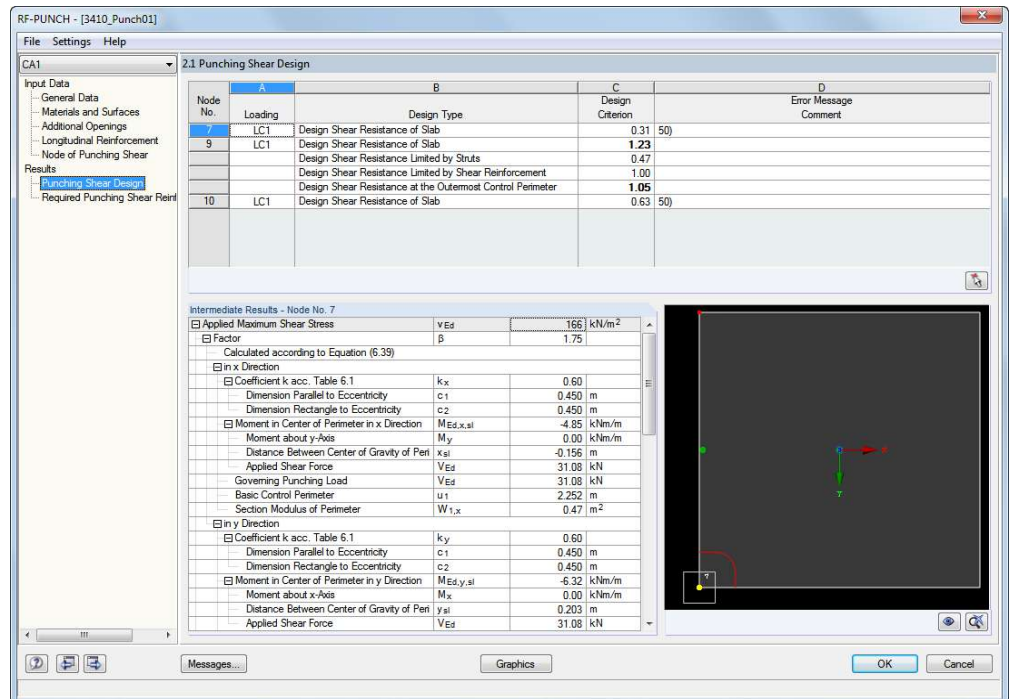 RF-PUNCH - [3410_Punch01]
File Settings Help
CA1
Input Data
General Data
Materials and Surfaces
Additional Openings
Longitudinal Reinforcement
Node of Punching Shear
Results
Punching Shear Design
Required Punching Shear Reinf
2.1 Punching Shear Design
A B C D
Node No. Loading Design Type Design Criterion Error Message Comment
7 LC1 Design Shear Resistance of Slab 0.31 50)
9 LC1 Design Shear Resistance of Slab 1.23
Design Shear Resistance Limited by Struts 0.47
Design Shear Resistance Limited by Shear Reinforcement 1.00
Design Shear Resistance at the Outermost Control Perimeter 1.05
10 LC1 Design Shear Resistance of Slab 0.63 50)
Intermediate Results - Node No. 7
Applied Maximum Shear Stress vEd 166 kN/m²
Factor β 1.75
Calculated according to Equation (6.39)
in x Direction
Coefficient k acc. Table 6.1 kx 0.60
Dimension Parallel to Eccentricity c1 0.450 m
Dimension Rectangle to Eccentricity c2 0.450 m
Moment in Center of Perimeter in x Direction MEd,x,sl -4.85 kNm/m
Moment about y-Axis My 0.00 kNm/m
Distance Between Center of Gravity of Peri xsl -0.156 m
Applied Shear Force VEd 31.08 kN
Governing Punching Load VEd 31.08 kN
Basic Control Perimeter u1 2.252 m
Section Modulus of Perimeter W1,x 0.47 m²
in y Direction
Coefficient k acc. Table 6.1 ky 0.60
Dimension Parallel to Eccentricity c1 0.450 m
Dimension Rectangle to Eccentricity c2 0.450 m
Moment in Center of Perimeter in y Direction MEd,y,sl -6.32 kNm/m
Moment about x-Axis Mx 0.00 kNm/m
Distance Between Center of Gravity of Peri ysl 0.203 m
Applied Shear Force VEd 31.08 kN
7
Messages...
Graphics
OK
Cancel